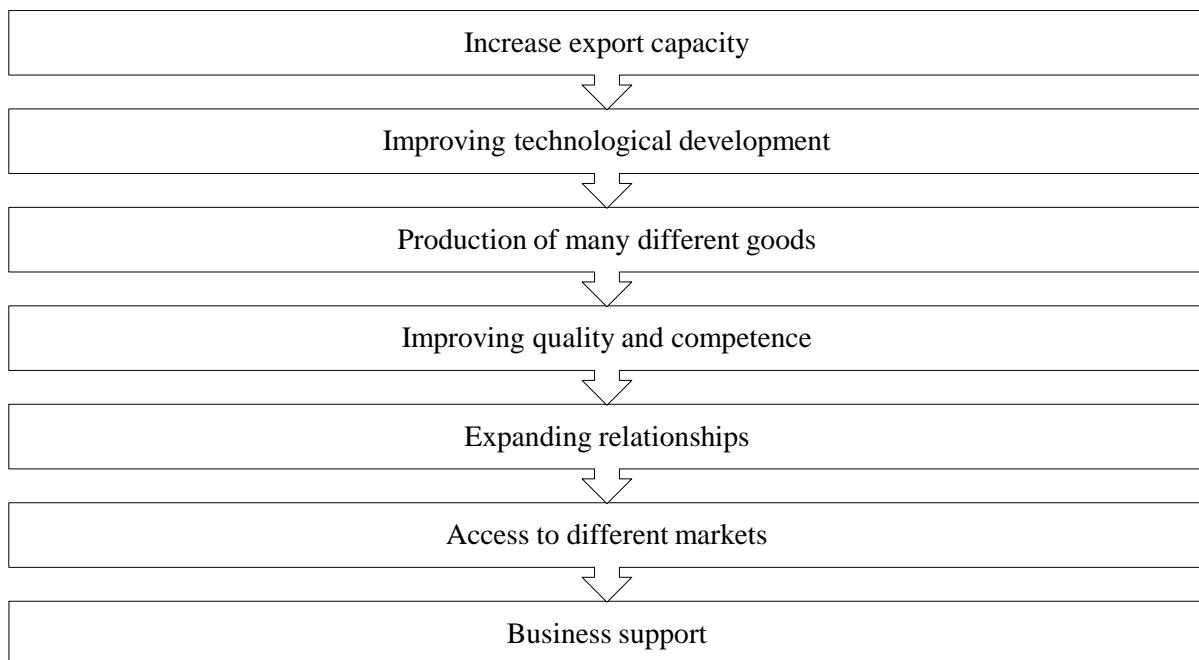 Increase export capacity
Improving technological development
Production of many different goods
Improving quality and competence
Expanding relationships
Access to different markets
Business support